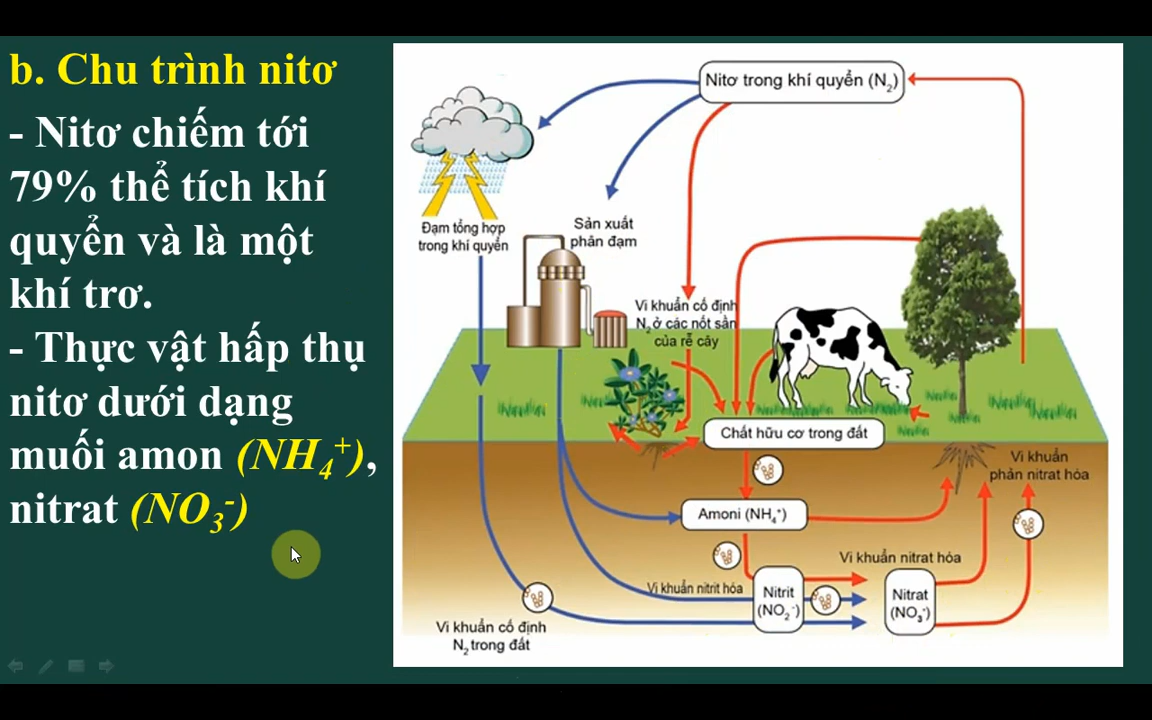 b. Chu trình nitơ
- Nitơ chiếm tới
79% thể tích khí
quyển và là một
khí trơ.
- Thực vật hấp thụ
nitơ dưới dạng
muối amon (NH₄⁺),
nitrat (NO₃⁻)
Nitơ trong khí quyển (N₂)
Đạm tổng hợp
trong khí quyển
Sản xuất
phân đạm
Vi khuẩn cố định
N₂ ở các nốt sần
của rễ cây
Chất hữu cơ trong đất
Vi khuẩn
phản nitrat hóa
Amoni (NH₄⁺)
Vi khuẩn nitrat hóa
Vi khuẩn nitrit hóa
Nitrit
(NO₂⁻)
Nitrat
(NO₃⁻)
Vi khuẩn cố định
N₂ trong đất